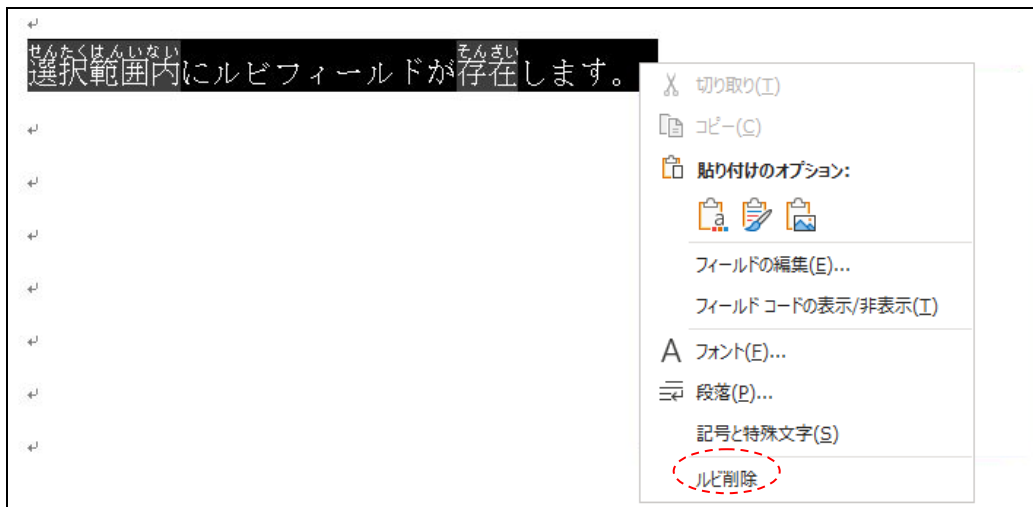 せんたくはんいない そんざい
選択範囲内にルビフィールドが存在します。
切り取り(T)
コピー(C)
貼り付けのオプション:
フィールドの編集(E)...
フィールド コードの表示/非表示(T)
フォント(F)...
段落(P)...
記号と特殊文字(S)
ルビ削除